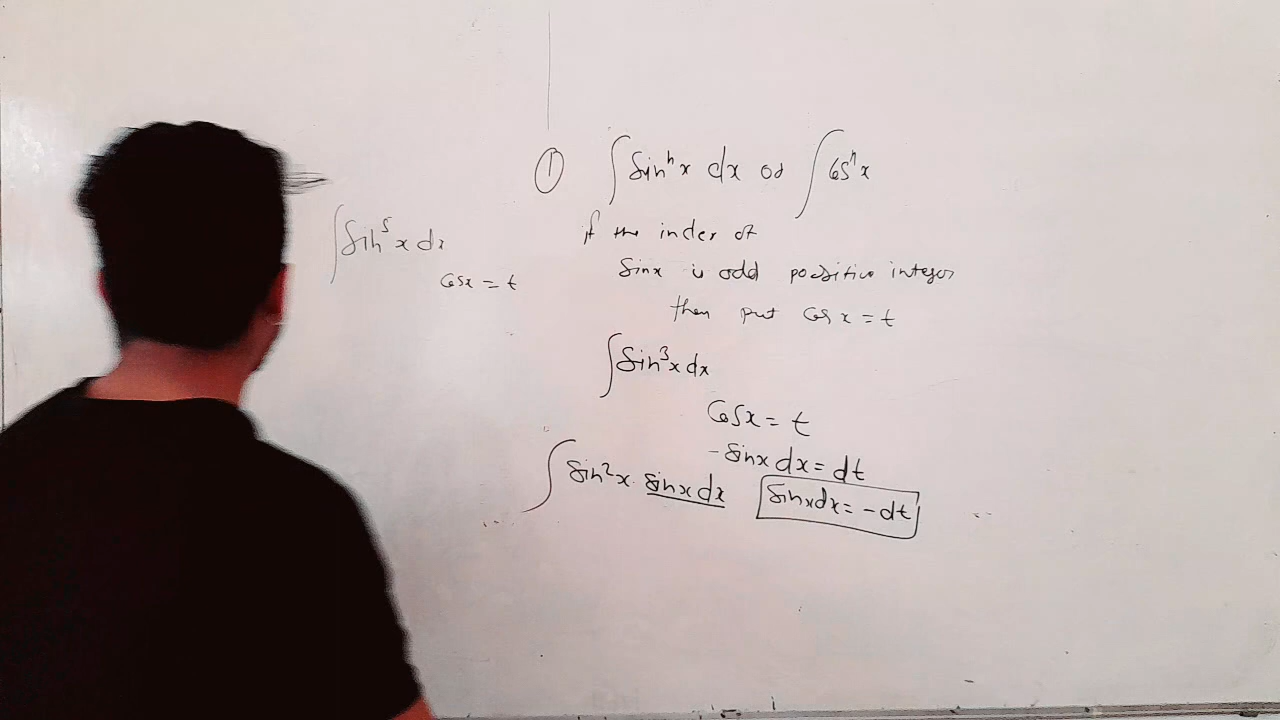 ∫ sin⁵x dx
cosx = t
① ∫ sinⁿx dx or ∫ cosⁿx
if the index of
sinx is odd positive integer
then put cos x = t
∫ sin³x dx
cosx = t
-sinx dx = dt
∫ sin²x · sinx dx
sinxdx = -dt